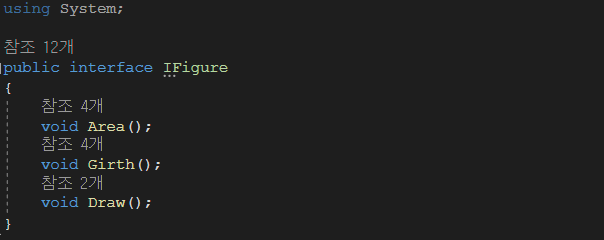 using System;
참조 12개
public interface IFigure
{
참조 4개
void Area();
참조 4개
void Girth();
참조 2개
void Draw();
}